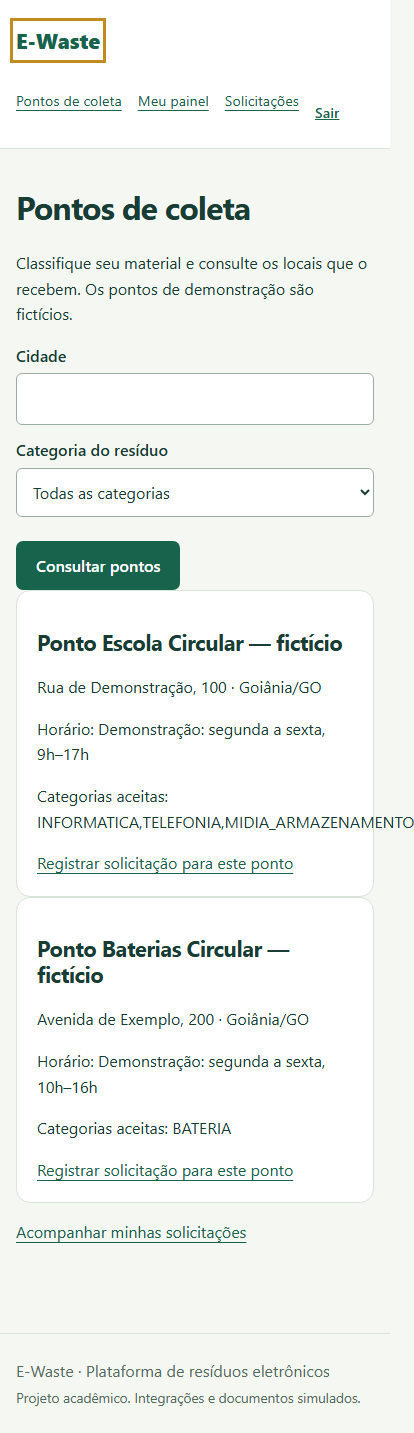 E-Waste
Pontos de coleta Meu painel Solicitações Sair
Pontos de coleta
Classifique seu material e consulte os locais que o
recebem. Os pontos de demonstração são
fictícios.
Cidade
Categoria do resíduo
Todas as categorias
Consultar pontos
Ponto Escola Circular — fictício
Rua de Demonstração, 100 · Goiânia/GO
Horário: Demonstração: segunda a sexta,
9h–17h
Categorias aceitas:
INFORMATICA,TELEFONIA,MIDIA_ARMAZENAMENTO
Registrar solicitação para este ponto
Ponto Baterias Circular —
fictício
Avenida de Exemplo, 200 · Goiânia/GO
Horário: Demonstração: segunda a sexta,
10h–16h
Categorias aceitas: BATERIA
Registrar solicitação para este ponto
Acompanhar minhas solicitações
E-Waste · Plataforma de resíduos eletrônicos
Projeto acadêmico. Integrações e documentos simulados.